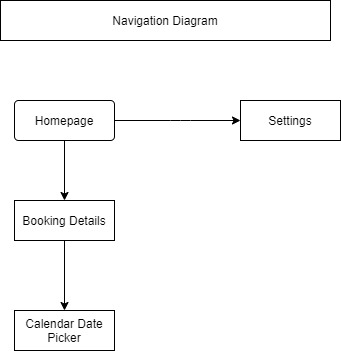 Navigation Diagram
Homepage
Settings
Booking Details
Calendar Date
Picker